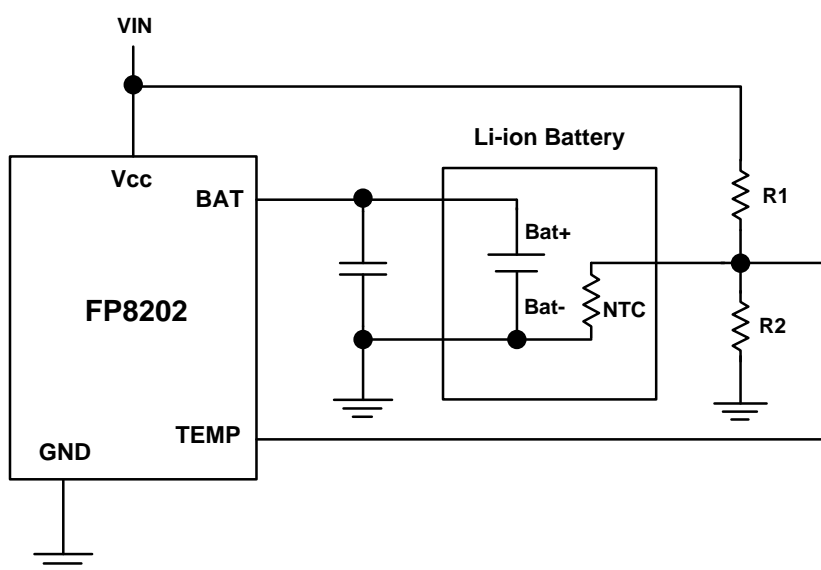 VIN
Li-ion Battery
Vcc
BAT
R1
Bat+
FP8202
Bat-
NTC
R2
TEMP
GND